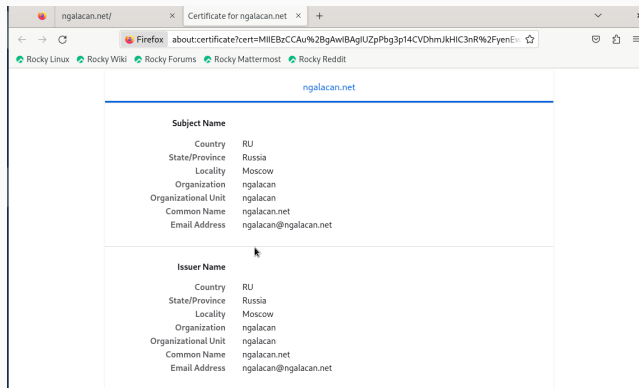 ngalacan.net/ × Certificate for ngalacan.net × +
Firefox about:certificate?cert=MIIEBzCCAu%2BgAwIBAgIUZpPbg3p14CVDhmJkHIC3nR%2FyenEw
Rocky Linux Rocky Wiki Rocky Forums Rocky Mattermost Rocky Reddit
ngalacan.net
Subject Name
Country RU
State/Province Russia
Locality Moscow
Organization ngalacan
Organizational Unit ngalacan
Common Name ngalacan.net
Email Address ngalacan@ngalacan.net
Issuer Name
Country RU
State/Province Russia
Locality Moscow
Organization ngalacan
Organizational Unit ngalacan
Common Name ngalacan.net
Email Address ngalacan@ngalacan.net